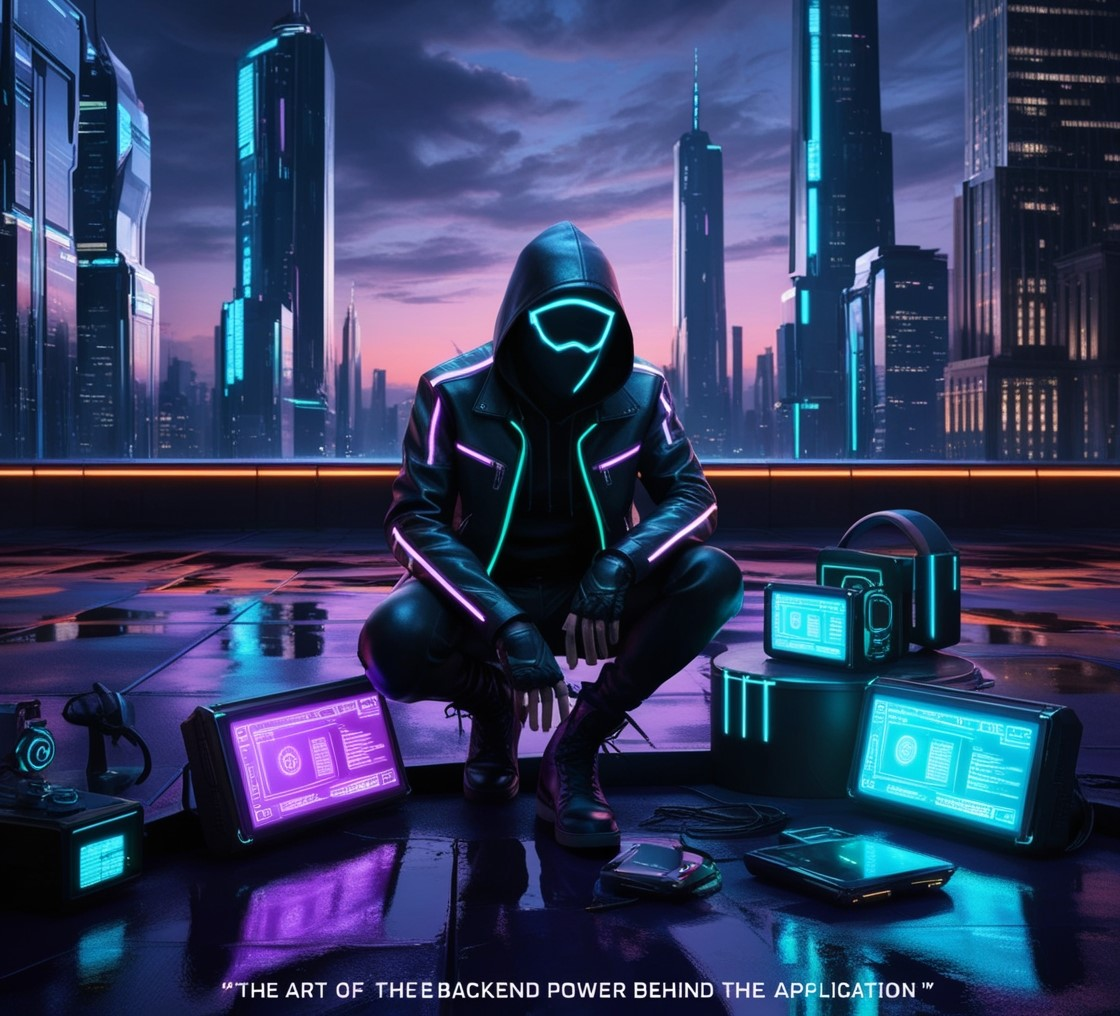 "“THE ART OF THEEBACKEND POWER BEHIND THE APPLICATION "”